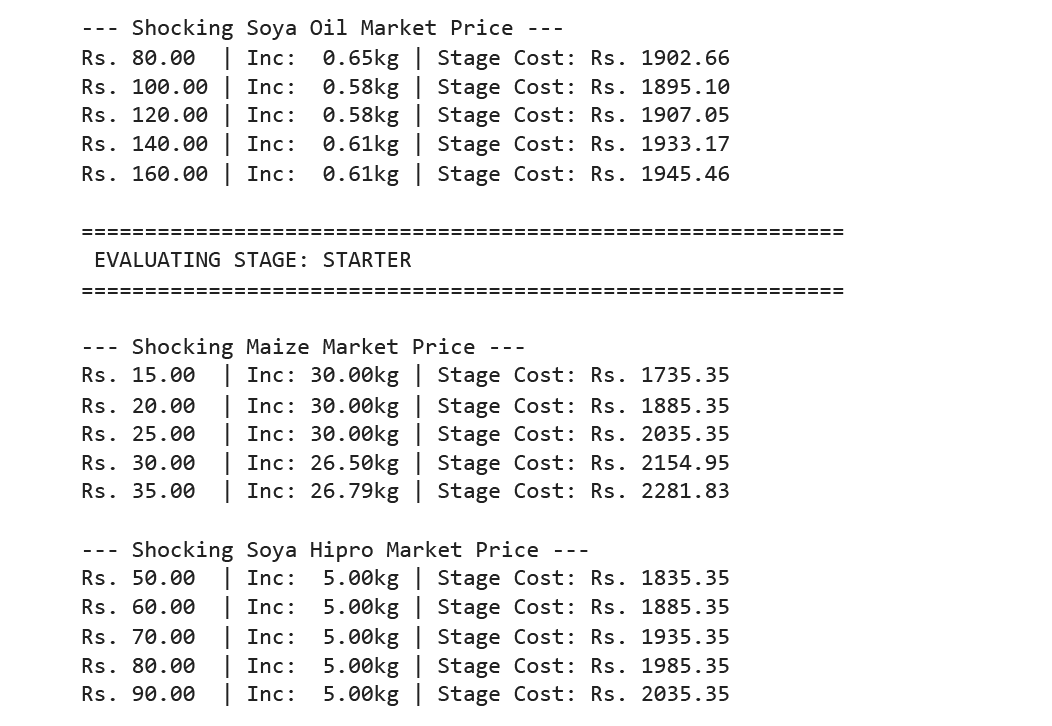 --- Shocking Soya Oil Market Price ---
Rs. 80.00  | Inc:  0.65kg | Stage Cost: Rs. 1902.66
Rs. 100.00 | Inc:  0.58kg | Stage Cost: Rs. 1895.10
Rs. 120.00 | Inc:  0.58kg | Stage Cost: Rs. 1907.05
Rs. 140.00 | Inc:  0.61kg | Stage Cost: Rs. 1933.17
Rs. 160.00 | Inc:  0.61kg | Stage Cost: Rs. 1945.46
============================================================
EVALUATING STAGE: STARTER
============================================================
--- Shocking Maize Market Price ---
Rs. 15.00  | Inc: 30.00kg | Stage Cost: Rs. 1735.35
Rs. 20.00  | Inc: 30.00kg | Stage Cost: Rs. 1885.35
Rs. 25.00  | Inc: 30.00kg | Stage Cost: Rs. 2035.35
Rs. 30.00  | Inc: 26.50kg | Stage Cost: Rs. 2154.95
Rs. 35.00  | Inc: 26.79kg | Stage Cost: Rs. 2281.83
--- Shocking Soya Hipro Market Price ---
Rs. 50.00  | Inc:  5.00kg | Stage Cost: Rs. 1835.35
Rs. 60.00  | Inc:  5.00kg | Stage Cost: Rs. 1885.35
Rs. 70.00  | Inc:  5.00kg | Stage Cost: Rs. 1935.35
Rs. 80.00  | Inc:  5.00kg | Stage Cost: Rs. 1985.35
Rs. 90.00  | Inc:  5.00kg | Stage Cost: Rs. 2035.35